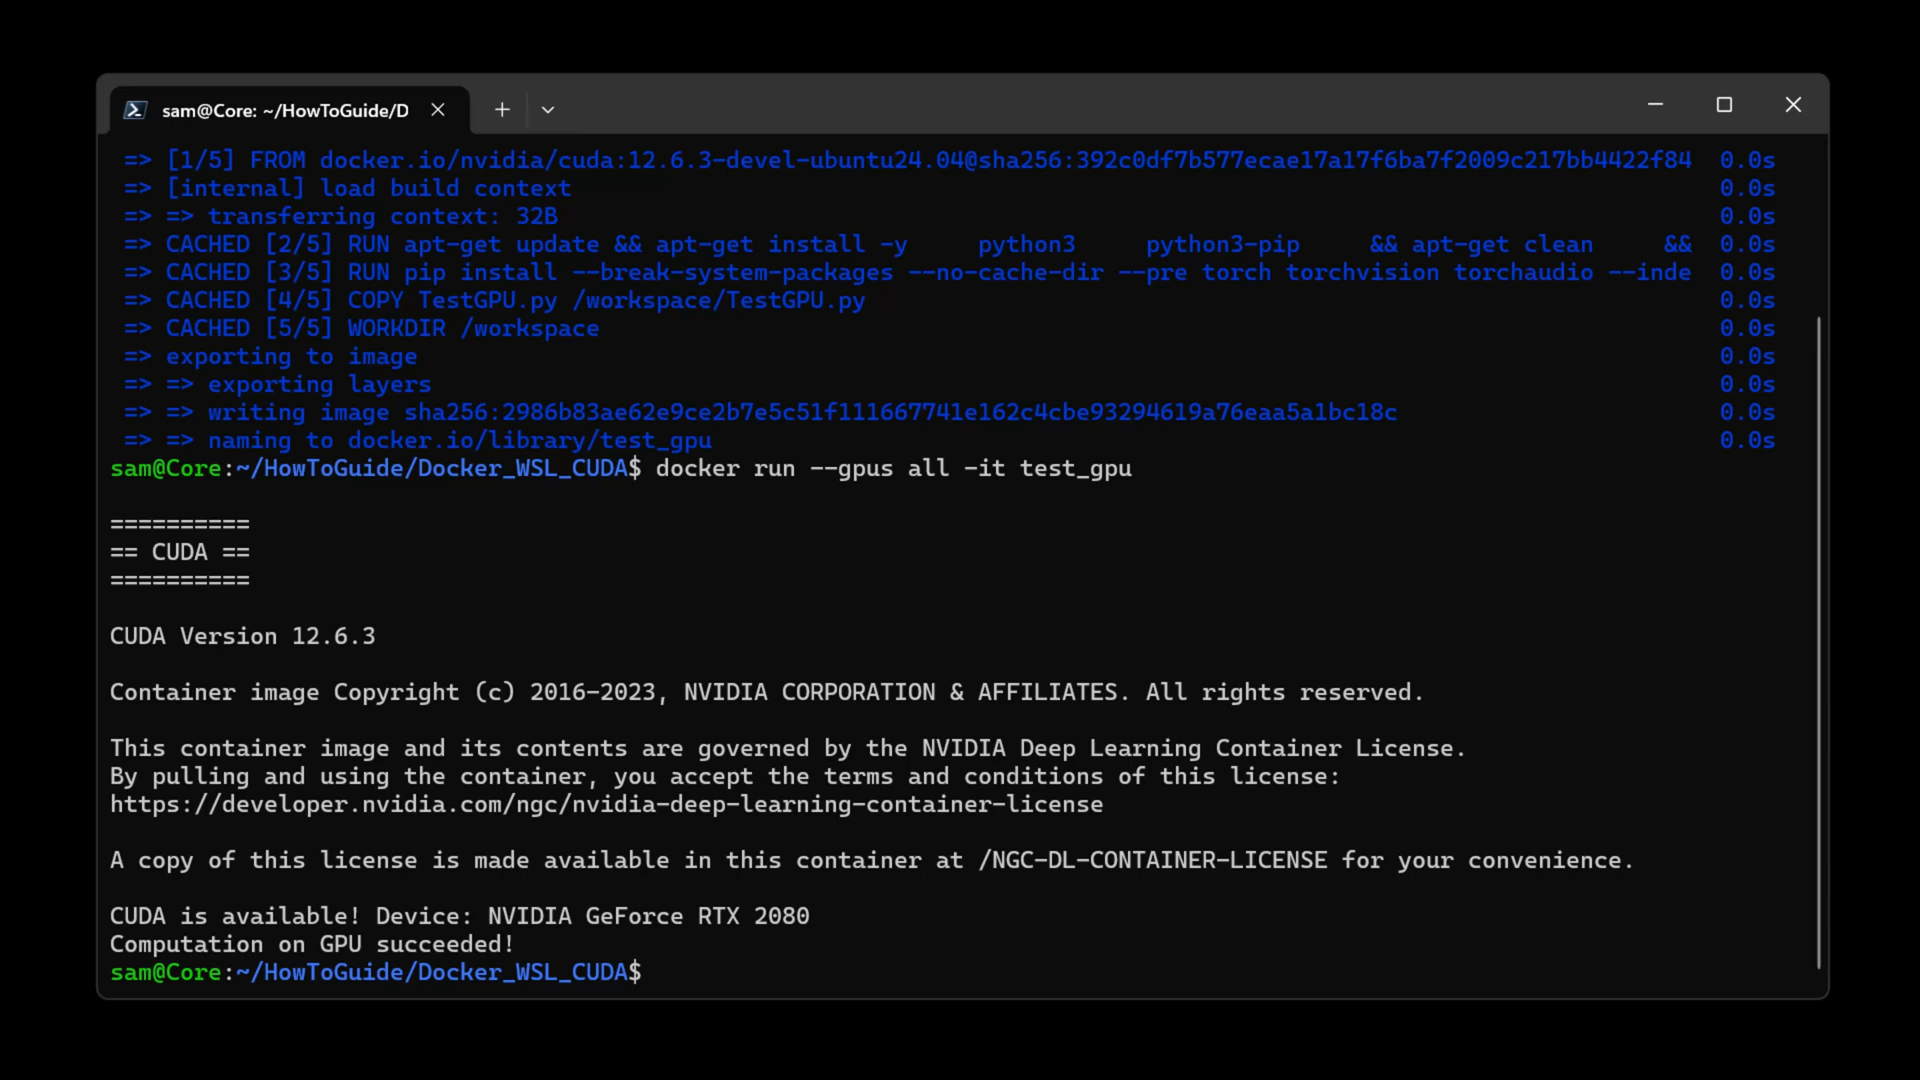 sam@Core: ~/HowToGuide/D
=> [1/5] FROM docker.io/nvidia/cuda:12.6.3-devel-ubuntu24.04@sha256:392c0df7b577ecae17a17f6ba7f2009c217bb4422f84 0.0s
=> [internal] load build context 0.0s
=> => transferring context: 32B 0.0s
=> CACHED [2/5] RUN apt-get update && apt-get install -y     python3     python3-pip     && apt-get clean     && 0.0s
=> CACHED [3/5] RUN pip install --break-system-packages --no-cache-dir --pre torch torchvision torchaudio --inde 0.0s
=> CACHED [4/5] COPY TestGPU.py /workspace/TestGPU.py 0.0s
=> CACHED [5/5] WORKDIR /workspace 0.0s
=> exporting to image 0.0s
=> => exporting layers 0.0s
=> => writing image sha256:2986b83ae62e9ce2b7e5c51f111667741e162c4cbe93294619a76eaa5a1bc18c 0.0s
=> => naming to docker.io/library/test_gpu 0.0s
sam@Core:~/HowToGuide/Docker_WSL_CUDA$ docker run --gpus all -it test_gpu
==========
== CUDA ==
==========
CUDA Version 12.6.3
Container image Copyright (c) 2016-2023, NVIDIA CORPORATION & AFFILIATES. All rights reserved.
This container image and its contents are governed by the NVIDIA Deep Learning Container License.
By pulling and using the container, you accept the terms and conditions of this license:
https://developer.nvidia.com/ngc/nvidia-deep-learning-container-license
A copy of this license is made available in this container at /NGC-DL-CONTAINER-LICENSE for your convenience.
CUDA is available! Device: NVIDIA GeForce RTX 2080
Computation on GPU succeeded!
sam@Core:~/HowToGuide/Docker_WSL_CUDA$